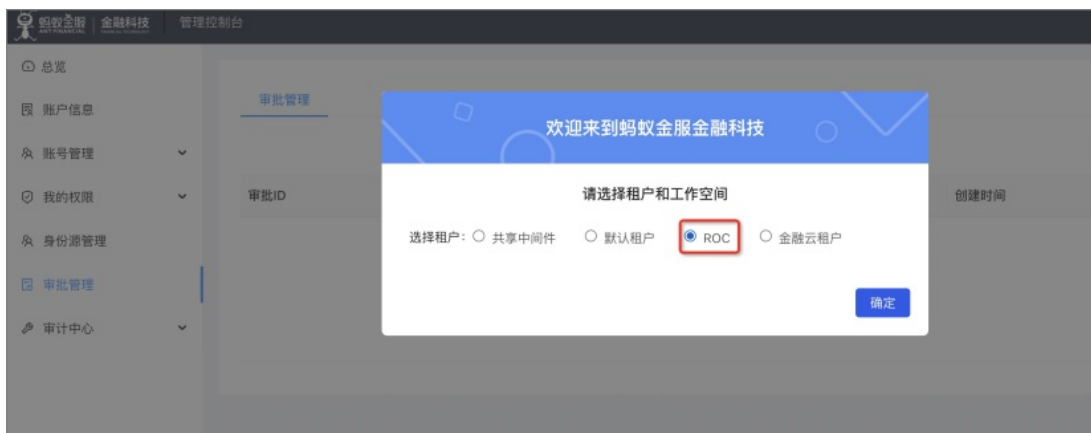 蚂蚁金服 金融科技 管理控制台
ANT FINANCIAL
总览
账户信息
账号管理
我的权限
身份源管理
审批管理
审计中心
审批管理
审批ID
创建时间
欢迎来到蚂蚁金服金融科技
请选择租户和工作空间
选择租户: 共享中间件 默认租户 ROC 金融云租户
确定